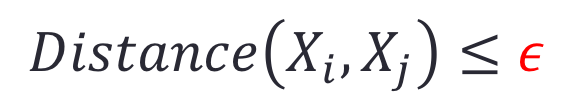 Distance(Xᵢ, Xⱼ) ≤ ϵ